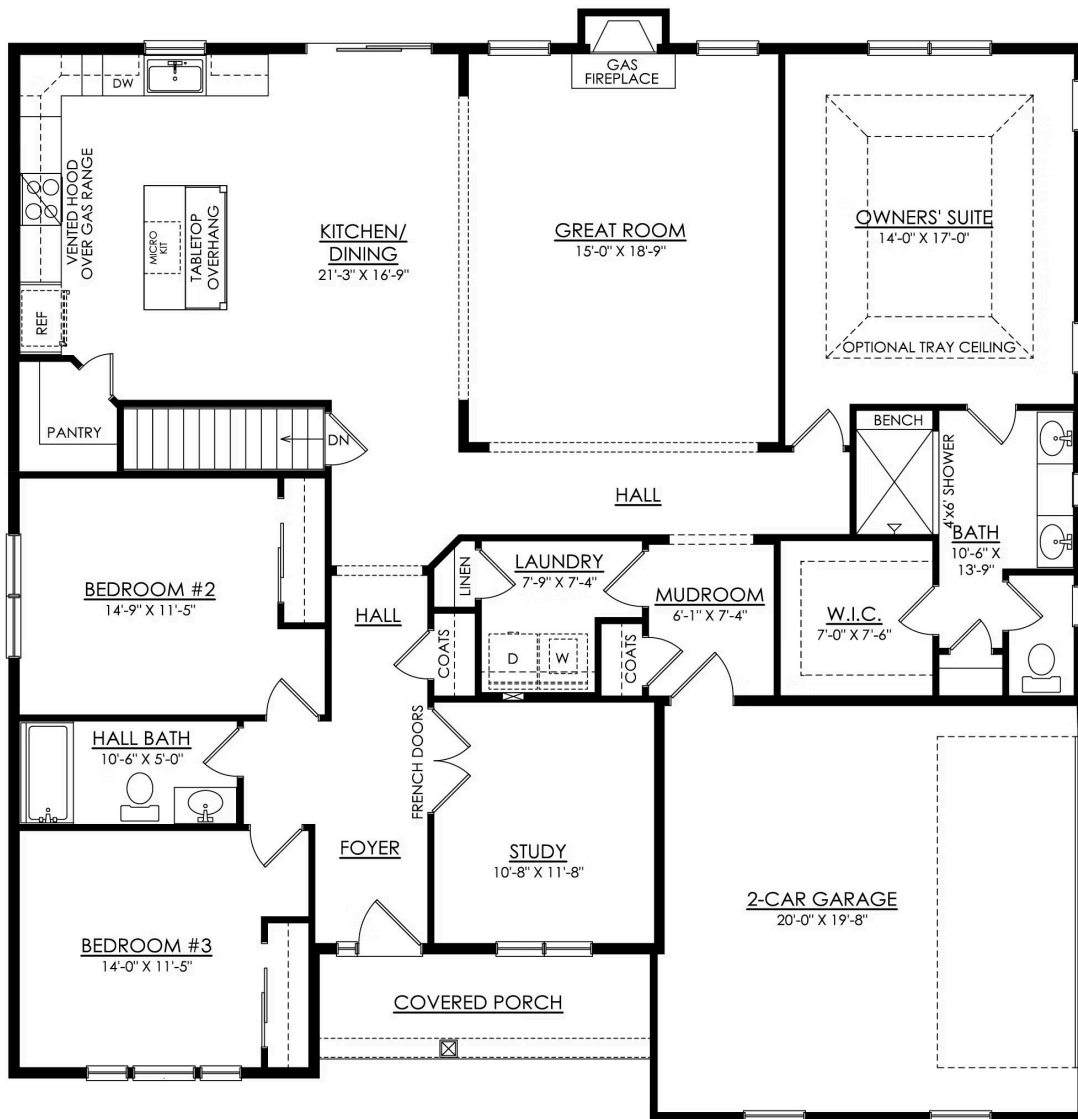 GAS
FIREPLACE
DW
VENTED HOOD
OVER GAS RANGE
MICRO
KIT
TABLETOP
OVERHANG
REF
KITCHEN/
DINING
21'-3" X 16'-9"
GREAT ROOM
15'-0" X 18'-9"
OWNERS' SUITE
14'-0" X 17'-0"
OPTIONAL TRAY CEILING
PANTRY
DN
BENCH
4'x6' SHOWER
HALL
BATH
10'-6" X
13'-9"
BEDROOM #2
14'-9" X 11'-5"
HALL
LINEN
LAUNDRY
7'-9" X 7'-4"
MUDROOM
6'-1" X 7'-4"
W.I.C.
7'-0" X 7'-6"
COATS
D
W
COATS
HALL BATH
10'-6" X 5'-0"
FRENCH DOORS
FOYER
STUDY
10'-8" X 11'-8"
2-CAR GARAGE
20'-0" X 19'-8"
BEDROOM #3
14'-0" X 11'-5"
COVERED PORCH